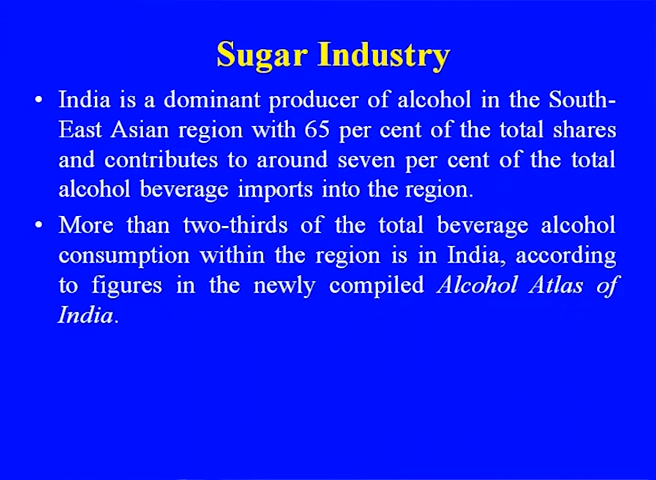 Sugar Industry
• India is a dominant producer of alcohol in the South-
East Asian region with 65 per cent of the total shares
and contributes to around seven per cent of the total
alcohol beverage imports into the region.
• More than two-thirds of the total beverage alcohol
consumption within the region is in India, according
to figures in the newly compiled Alcohol Atlas of
India.